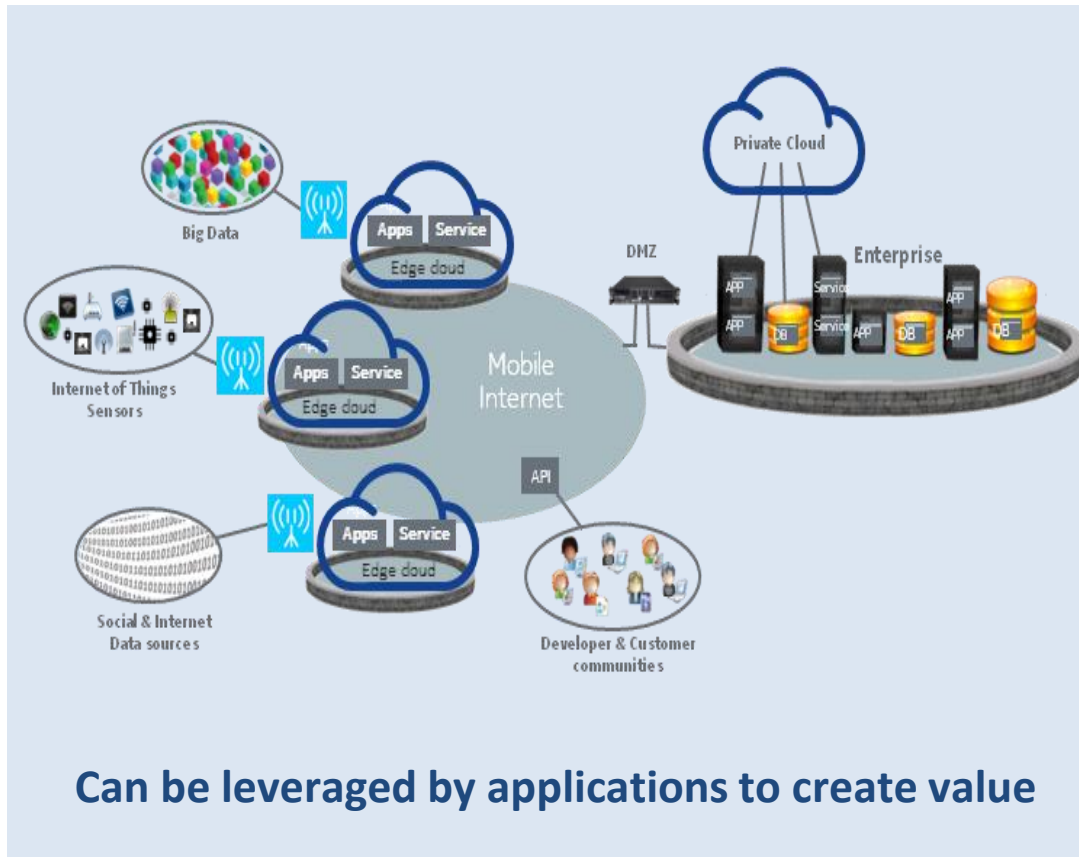 Private Cloud
Big Data
Apps Service
Edge cloud
DMZ
Enterprise
APP
Service
APP
APP
DB
Service
APP
DB
APP
DB
Internet of Things
Sensors
Apps Service
Edge cloud
Mobile
Internet
API
Apps Service
Edge cloud
Social & Internet
Data sources
Developer & Customer
communities
Can be leveraged by applications to create value